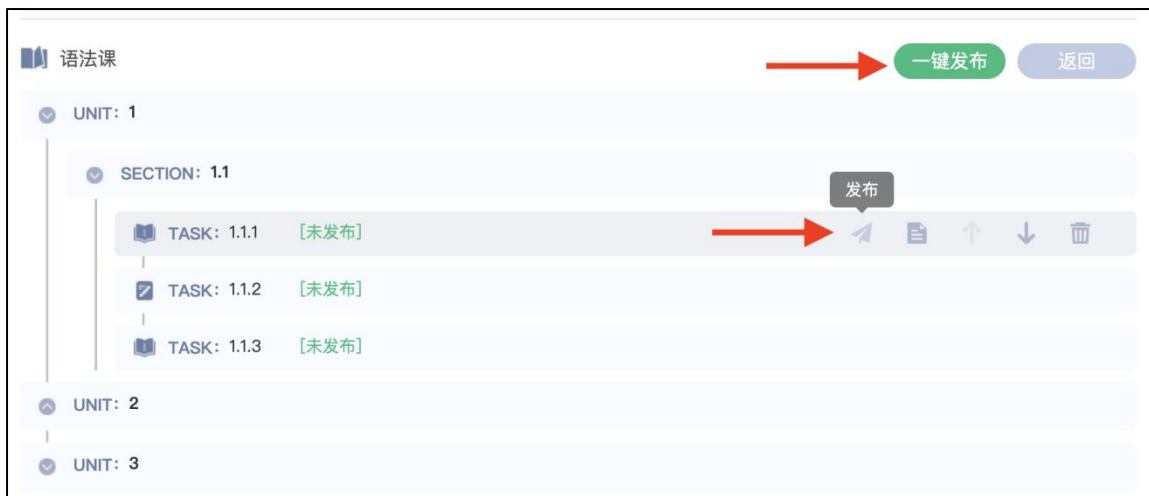 语法课
一键发布 返回
UNIT: 1
SECTION: 1.1
发布
TASK: 1.1.1 [未发布]
TASK: 1.1.2 [未发布]
TASK: 1.1.3 [未发布]
UNIT: 2
UNIT: 3